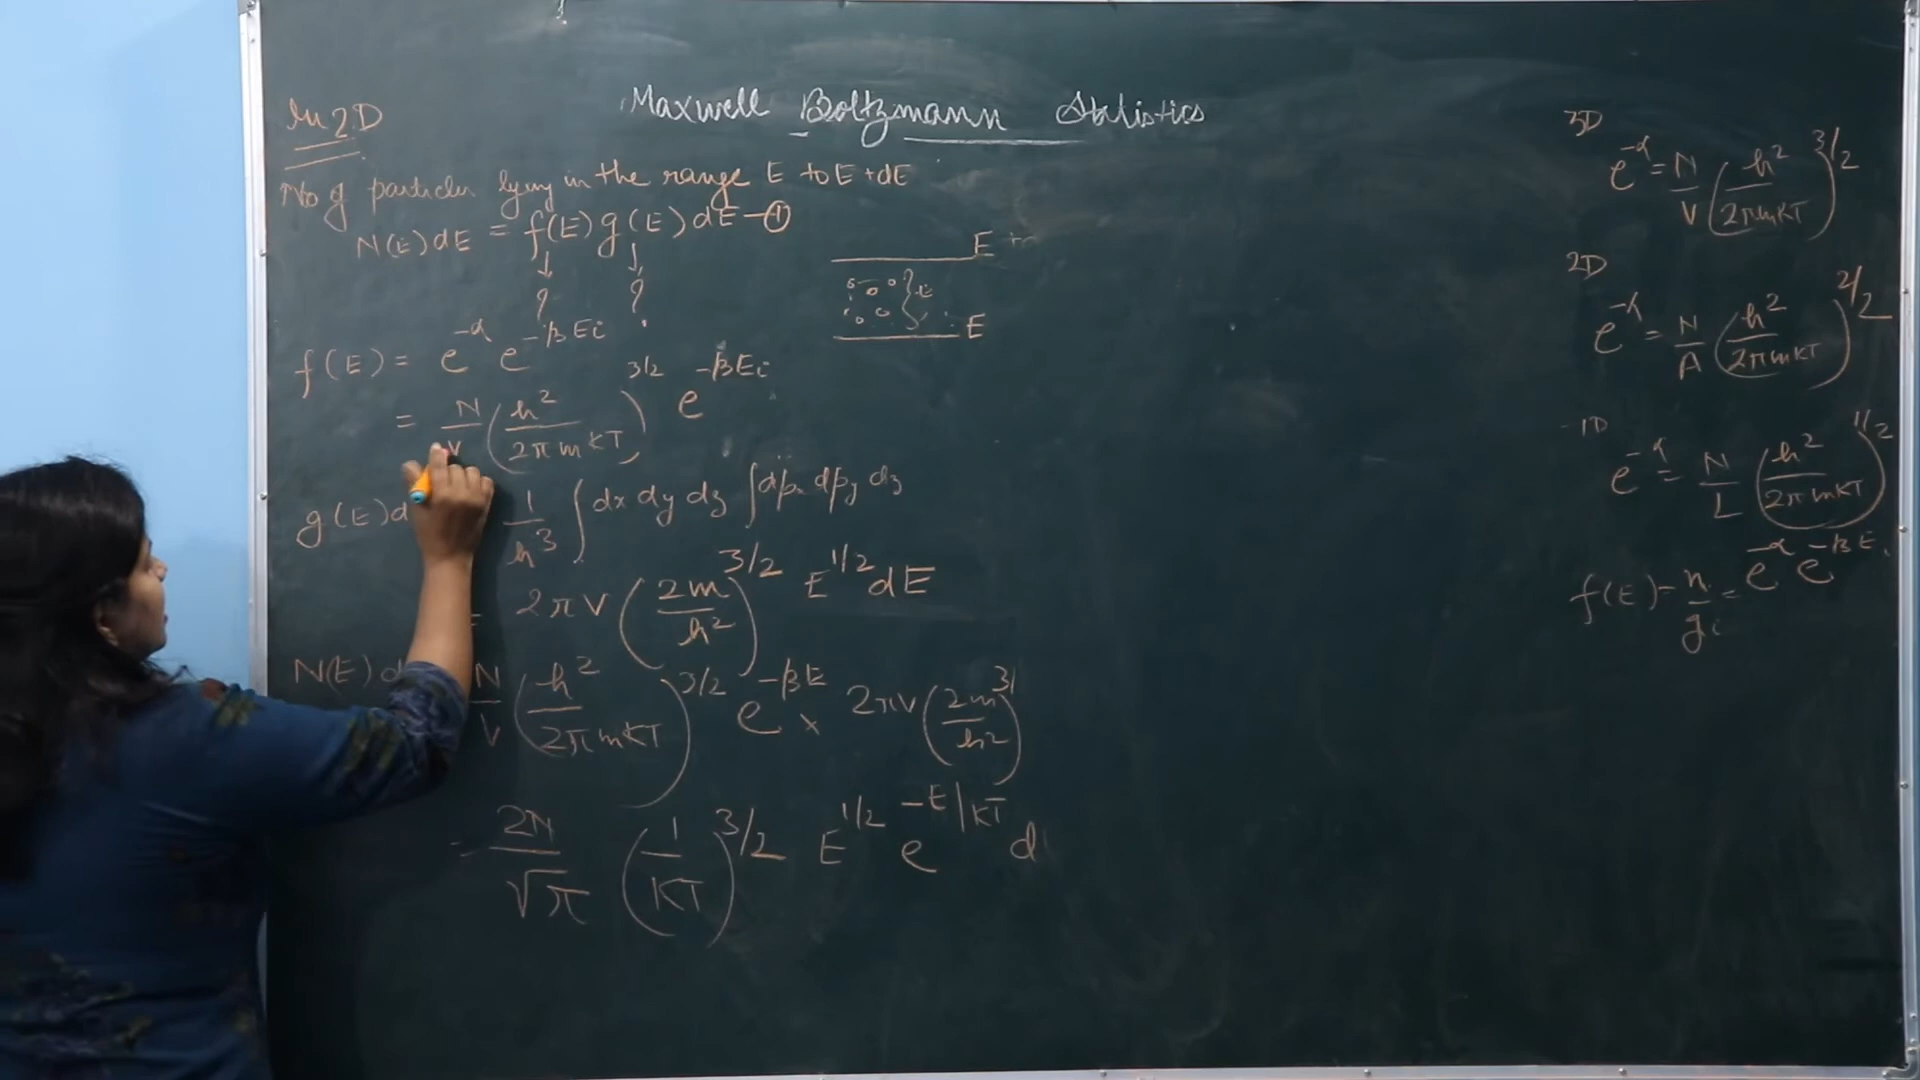 Maxwell Boltzmann Statistics
In 2D
No of particles lying in the range E to E+dE
N(E)dE = f(E) g(E) dE — ①
↓ ↓
? ?
E
E
f(E) = e^{-α} e^{-βEi}
= N/V (h²/2πmKT)^{3/2} e^{-βEi}
g(E)d 1/h³ ∫dx dy dz ∫dpx dpy dz
= 2πV (2m/h²)^{3/2} E^{1/2} dE
N(E)d N/V (h²/2πmKT)^{3/2} e^{-βE} × 2πV (2m/h²)^{3/
= 2N/√π (1/KT)^{3/2} E^{1/2} e^{-E/KT} d
3D
e^{-α} = N/V (h²/2πmKT)^{3/2}
2D
e^{-α} = N/A (h²/2πmKT)^{2/2}
1D
e^{-α} = N/L (h²/2πmKT)^{1/2}
f(E) = ni/gi = e^{-α} e^{-βEi}